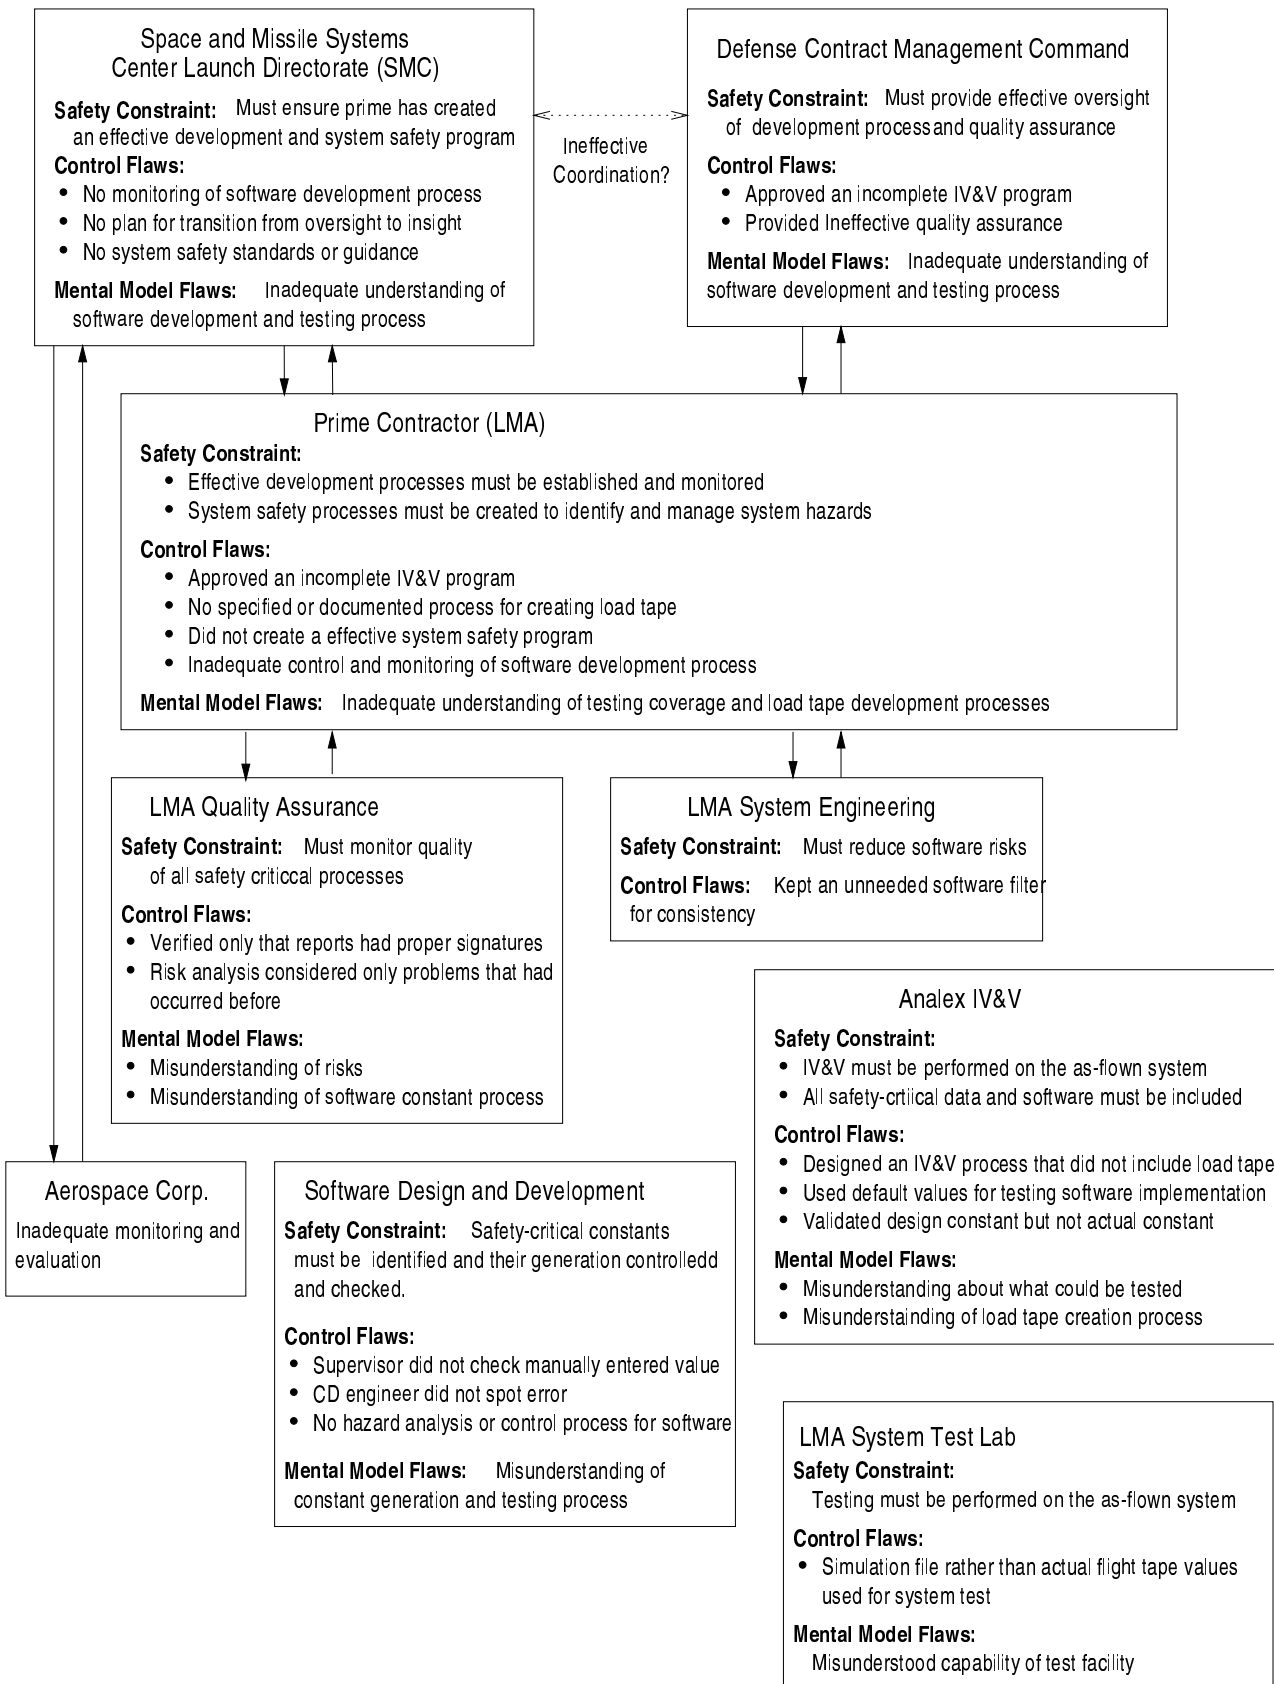 Space and Missile Systems
Center Launch Directorate (SMC)
Safety Constraint: Must ensure prime has created
an effective development and system safety program
Control Flaws:
• No monitoring of software development process
• No plan for transition from oversight to insight
• No system safety standards or guidance
Mental Model Flaws: Inadequate understanding of
software development and testing process
Ineffective
Coordination?
Defense Contract Management Command
Safety Constraint: Must provide effective oversight
of development process and quality assurance
Control Flaws:
• Approved an incomplete IV&V program
• Provided Ineffective quality assurance
Mental Model Flaws: Inadequate understanding of
software development and testing process
Prime Contractor (LMA)
Safety Constraint:
• Effective development processes must be established and monitored
• System safety processes must be created to identify and manage system hazards
Control Flaws:
• Approved an incomplete IV&V program
• No specified or documented process for creating load tape
• Did not create a effective system safety program
• Inadequate control and monitoring of software development process
Mental Model Flaws: Inadequate understanding of testing coverage and load tape development processes
LMA Quality Assurance
Safety Constraint: Must monitor quality
of all safety criticcal processes
Control Flaws:
• Verified only that reports had proper signatures
• Risk analysis considered only problems that had
occurred before
Mental Model Flaws:
• Misunderstanding of risks
• Misunderstanding of software constant process
LMA System Engineering
Safety Constraint: Must reduce software risks
Control Flaws: Kept an unneeded software filter
for consistency
Analex IV&V
Safety Constraint:
• IV&V must be performed on the as-flown system
• All safety-crtiical data and software must be included
Control Flaws:
• Designed an IV&V process that did not include load tape
• Used default values for testing software implementation
• Validated design constant but not actual constant
Mental Model Flaws:
• Misunderstanding about what could be tested
• Misunderstainding of load tape creation process
Aerospace Corp.
Inadequate monitoring and
evaluation
Software Design and Development
Safety Constraint: Safety-critical constants
must be identified and their generation controlledd
and checked.
Control Flaws:
• Supervisor did not check manually entered value
• CD engineer did not spot error
• No hazard analysis or control process for software
Mental Model Flaws: Misunderstanding of
constant generation and testing process
LMA System Test Lab
Safety Constraint:
Testing must be performed on the as-flown system
Control Flaws:
• Simulation file rather than actual flight tape values
used for system test
Mental Model Flaws:
Misunderstood capability of test facility